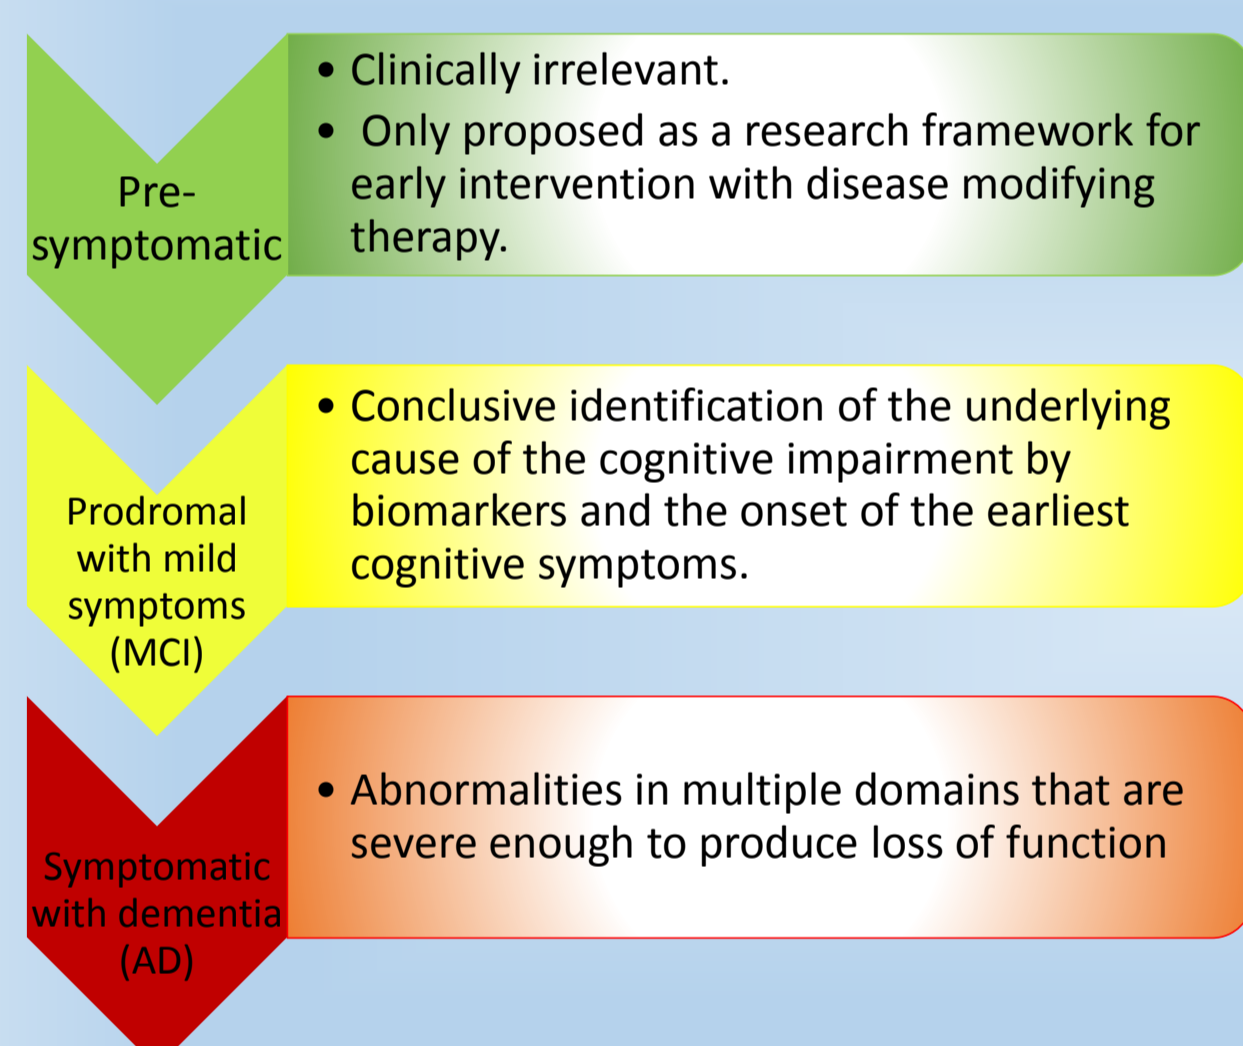 Pre-
symptomatic
• Clinically irrelevant.
• Only proposed as a research framework for
early intervention with disease modifying
therapy.
Prodromal
with mild
symptoms
(MCI)
• Conclusive identification of the underlying
cause of the cognitive impairment by
biomarkers and the onset of the earliest
cognitive symptoms.
Symptomatic
with dementia
(AD)
• Abnormalities in multiple domains that are
severe enough to produce loss of function